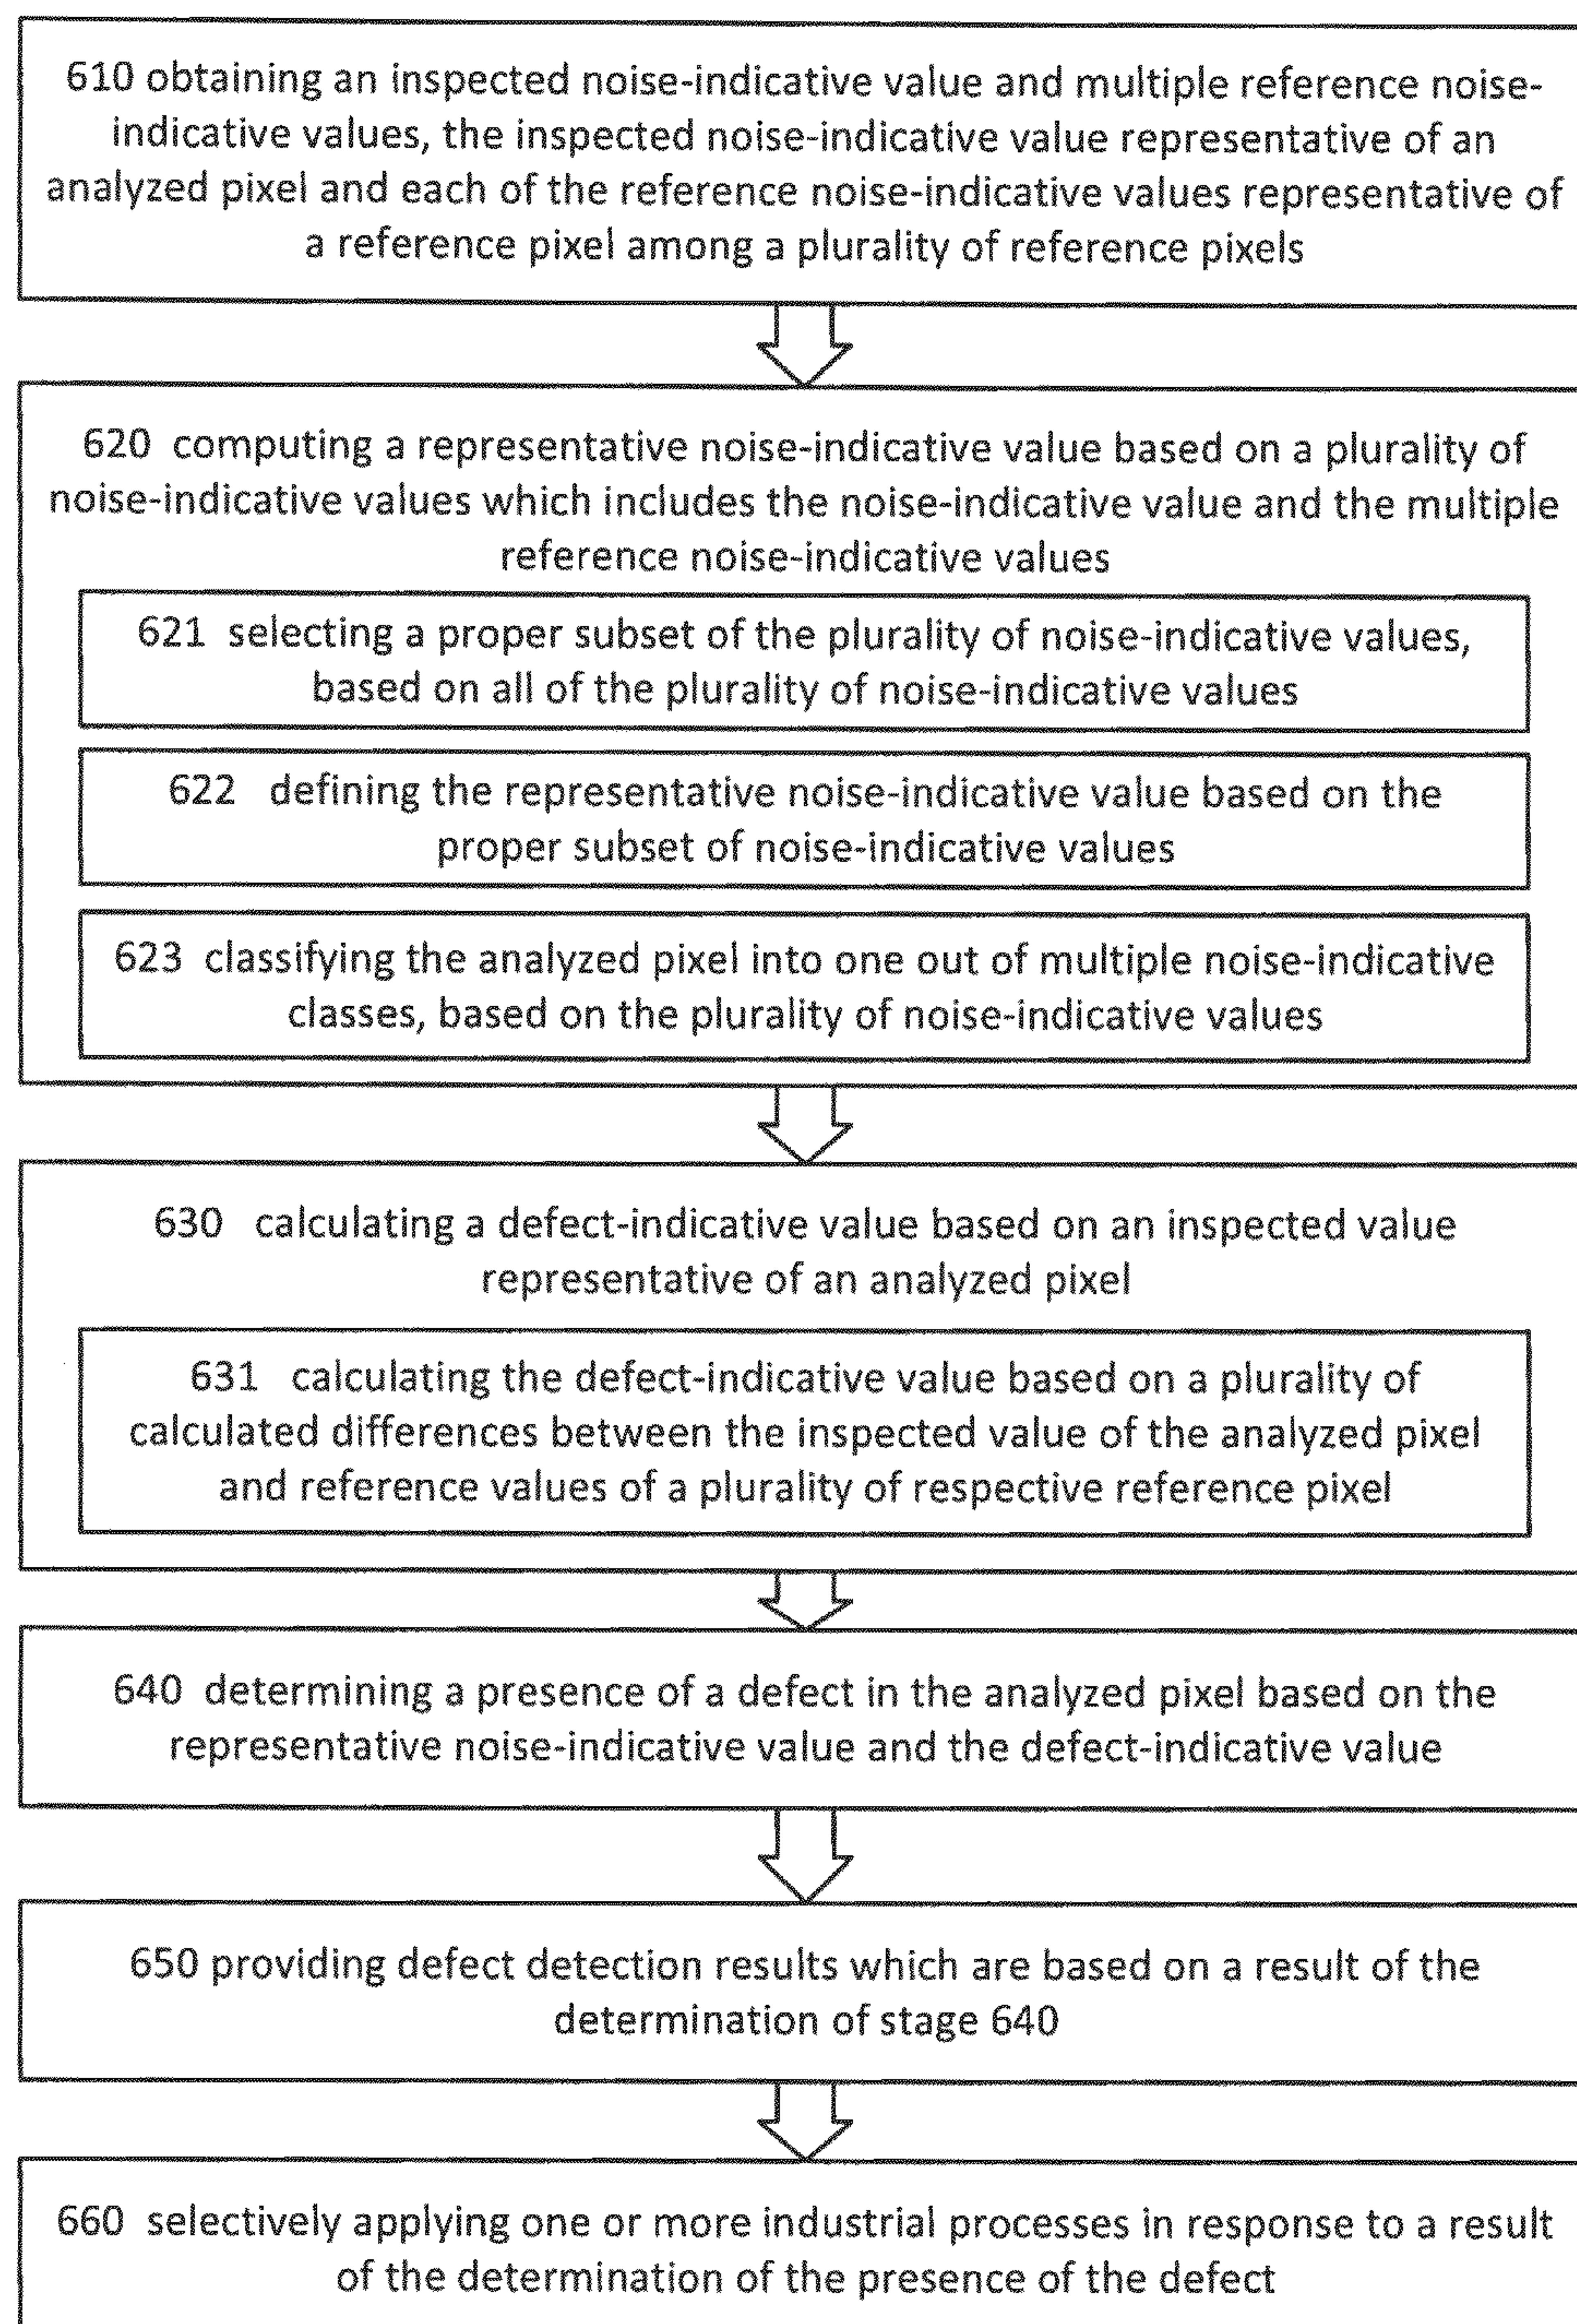 610 obtaining an inspected noise-indicative value and multiple reference noise-
indicative values, the inspected noise-indicative value representative of an
analyzed pixel and each of the reference noise-indicative values representative of
a reference pixel among a plurality of reference pixels
620 computing a representative noise-indicative value based on a plurality of
noise-indicative values which includes the noise-indicative value and the multiple
reference noise-indicative values
621 selecting a proper subset of the plurality of noise-indicative values,
based on all of the plurality of noise-indicative values
622 defining the representative noise-indicative value based on the
proper subset of noise-indicative values
623 classifying the analyzed pixel into one out of multiple noise-indicative
classes, based on the plurality of noise-indicative values
630 calculating a defect-indicative value based on an inspected value
representative of an analyzed pixel
631 calculating the defect-indicative value based on a plurality of
calculated differences between the inspected value of the analyzed pixel
and reference values of a plurality of respective reference pixel
640 determining a presence of a defect in the analyzed pixel based on the
representative noise-indicative value and the defect-indicative value
650 providing defect detection results which are based on a result of the
determination of stage 640
660 selectively applying one or more industrial processes in response to a result
of the determination of the presence of the defect